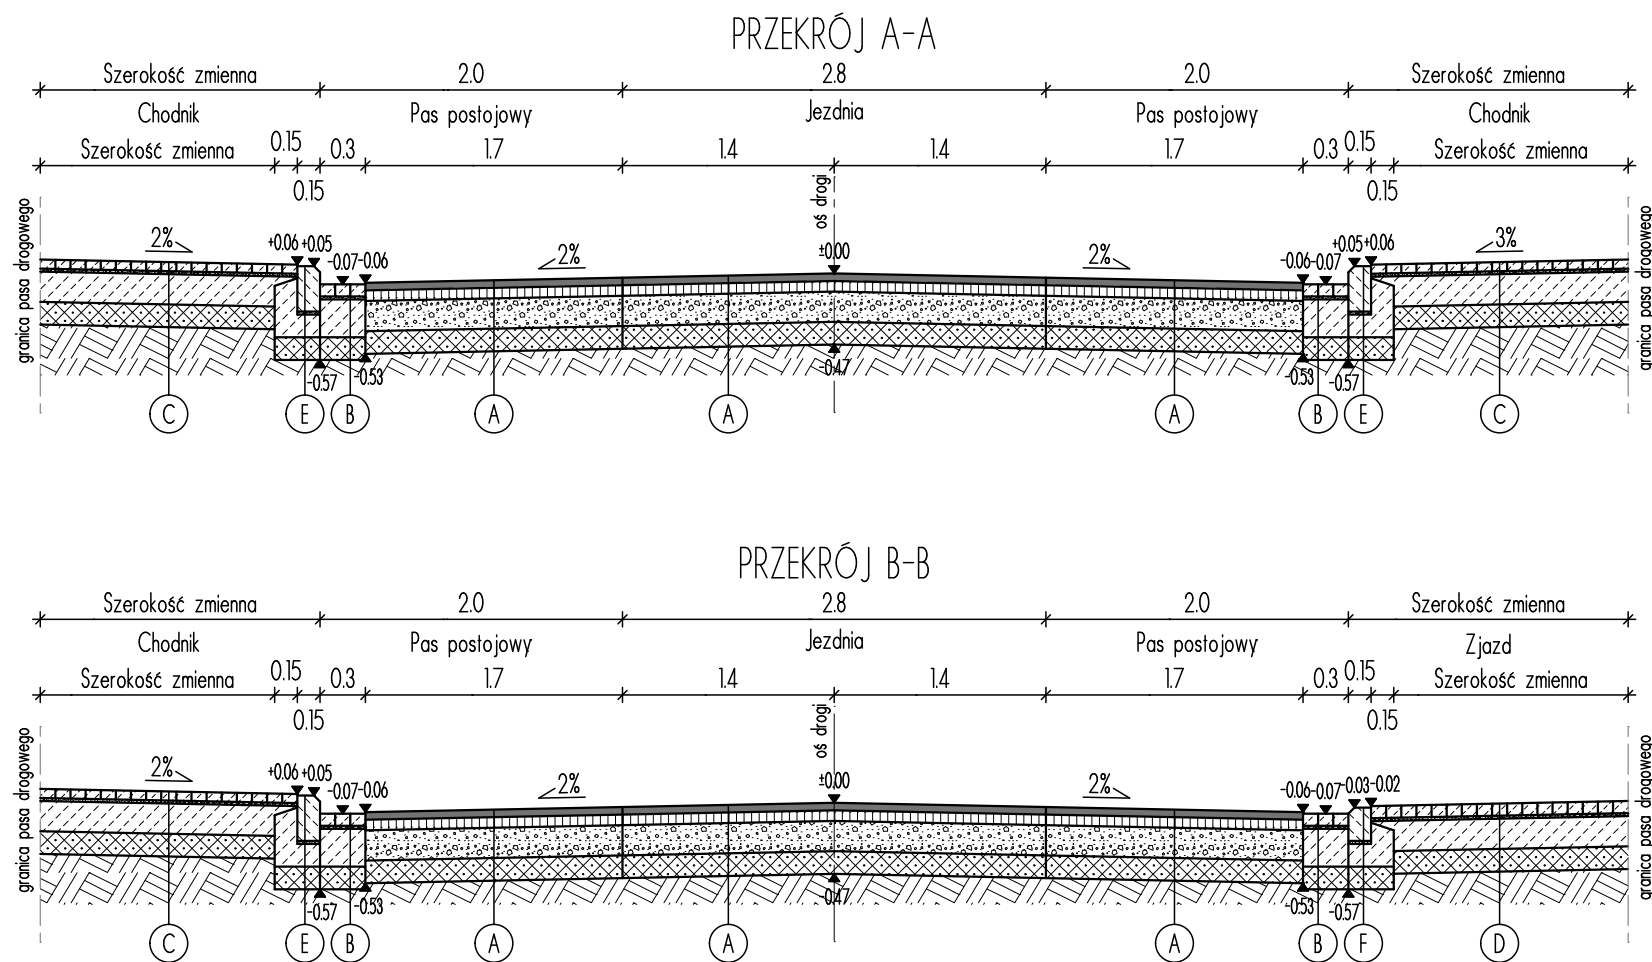 PRZEKRÓJ A-A
Szerokość zmienna 2.0 2.8 2.0 Szerokość zmienna
Chodnik Pas postojowy Jezdnia Pas postojowy Chodnik
Szerokość zmienna 0.15 0.3 1.7 1.4 1.4 1.7 0.3 0.15 Szerokość zmienna
0.15 0.15
granica pasa drogowego oś drogi granica pasa drogowego
2% +0.06 +0.05 -0.07 -0.06 2% ±0.00 2% -0.06 -0.07 +0.05 +0.06 3%
-0.57 -0.53 -0.47 -0.53 -0.57
C E B A A A B E C
PRZEKRÓJ B-B
Szerokość zmienna 2.0 2.8 2.0 Szerokość zmienna
Chodnik Pas postojowy Jezdnia Pas postojowy Zjazd
Szerokość zmienna 0.15 0.3 1.7 1.4 1.4 1.7 0.3 0.15 Szerokość zmienna
0.15 0.15
granica pasa drogowego oś drogi granica pasa drogowego
2% +0.06 +0.05 -0.07 -0.06 2% ±0.00 2% -0.06 -0.07 -0.03 -0.02
-0.57 -0.53 -0.47 -0.53 -0.57
C E B A A A B F D